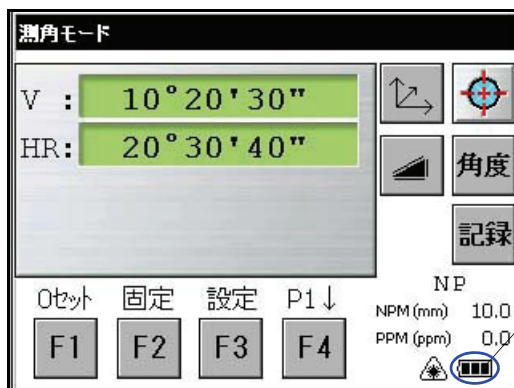 測角モード
V : 10°20'30"
HR: 20°30'40"
角度
記録
0セット 固定 設定 P1↓
F1 F2 F3 F4
NP
NPM (mm) 10.0
PPM (ppm) 0.0